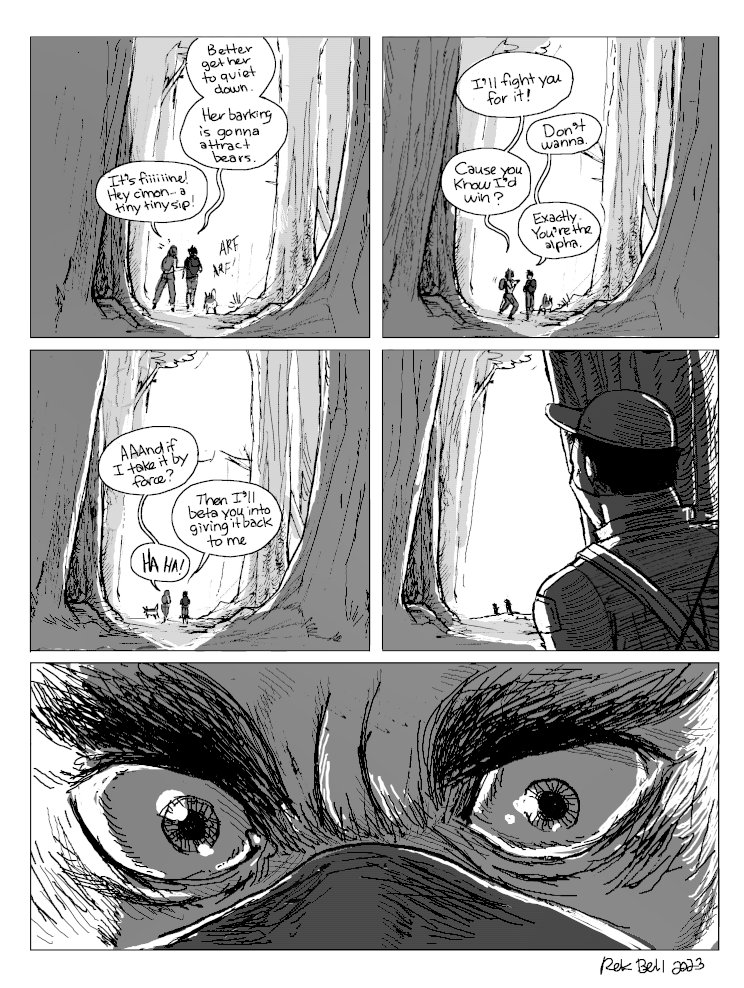 Better
get her
to quiet
down.
Her barking
is gonna
attract
bears.
It's fiiiiiine!
Hey c'mon... a
tiny tiny sip!
ARF
ARF!
I'll fight you
for it!
Don't
wanna.
Cause you
know I'd
win?
Exactly.
You're the
alpha.
AAAnd if
I take it by
force?
Then I'll
beta you into
giving it back
to me
HA HA!
Rek Bell 2023